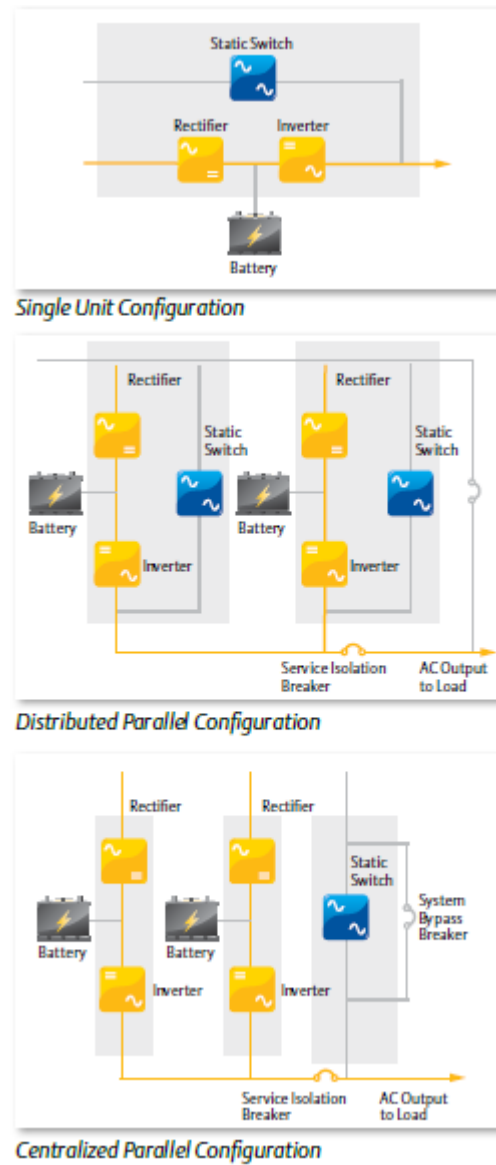 Static Switch
Rectifier
Inverter
Battery
Single Unit Configuration
Rectifier
Rectifier
Static
Switch
Static
Switch
Battery
Battery
Inverter
Inverter
Service Isolation
Breaker
AC Output
to Load
Distributed Parallel Configuration
Rectifier
Rectifier
Static
Switch
System
Bypass
Breaker
Battery
Battery
Inverter
Inverter
Service Isolation
Breaker
AC Output
to Load
Centralized Parallel Configuration